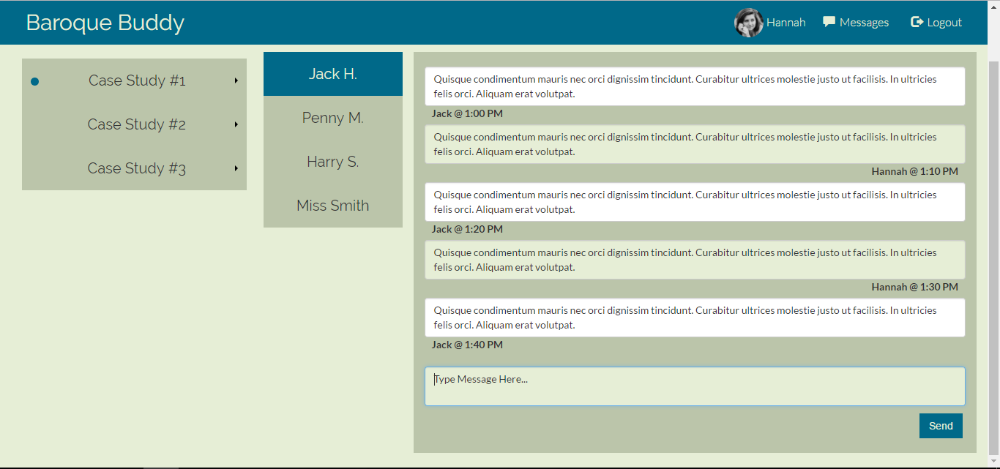 Baroque Buddy
Hannah
Messages
Logout
Case Study #1
Case Study #2
Case Study #3
Jack H.
Penny M.
Harry S.
Miss Smith
Quisque condimentum mauris nec orci dignissim tincidunt. Curabitur ultrices molestie justo ut facilisis. In ultricies
felis orci. Aliquam erat volutpat.
Jack @ 1:00 PM
Quisque condimentum mauris nec orci dignissim tincidunt. Curabitur ultrices molestie justo ut facilisis. In ultricies
felis orci. Aliquam erat volutpat.
Hannah @ 1:10 PM
Quisque condimentum mauris nec orci dignissim tincidunt. Curabitur ultrices molestie justo ut facilisis. In ultricies
felis orci. Aliquam erat volutpat.
Jack @ 1:20 PM
Quisque condimentum mauris nec orci dignissim tincidunt. Curabitur ultrices molestie justo ut facilisis. In ultricies
felis orci. Aliquam erat volutpat.
Hannah @ 1:30 PM
Quisque condimentum mauris nec orci dignissim tincidunt. Curabitur ultrices molestie justo ut facilisis. In ultricies
felis orci. Aliquam erat volutpat.
Jack @ 1:40 PM
Type Message Here...
Send